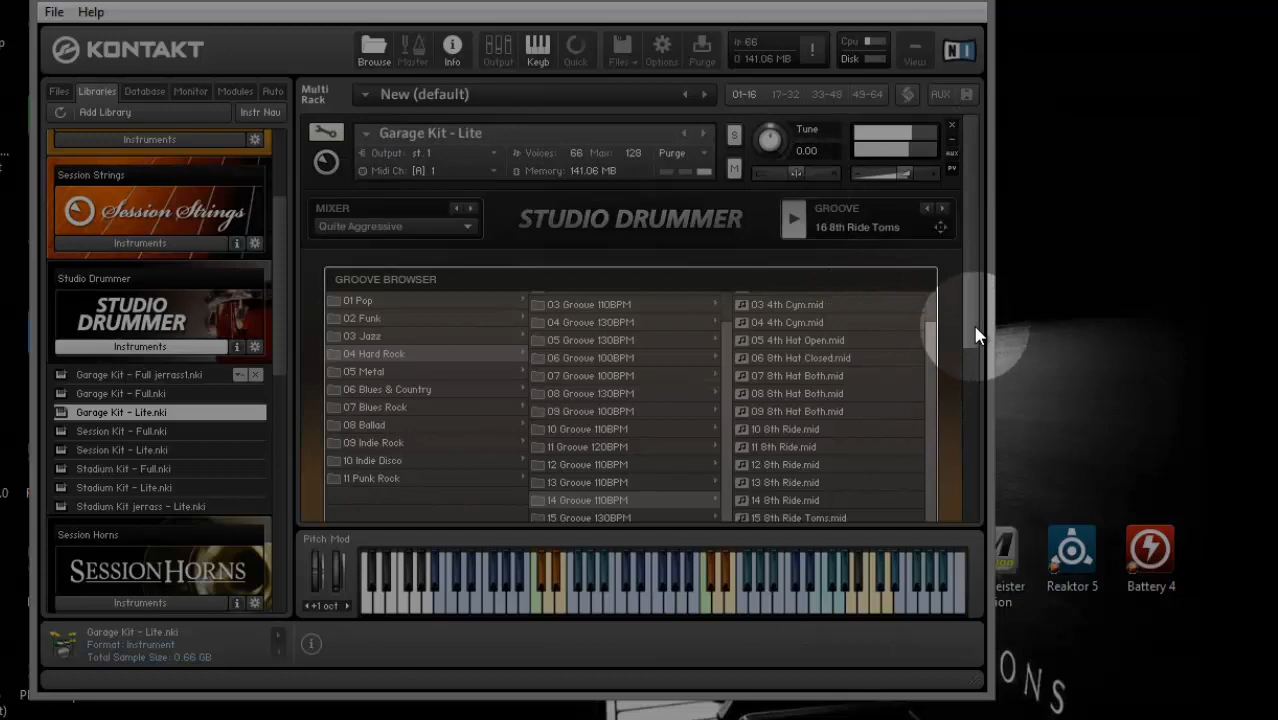 File Help
KONTAKT
Browse Master Info Output Keyb Quick Files Options Purge
66
0 141.06 MB
Cpu
Disk
View
NI
Files Libraries Database Monitor Modules Auto
Add Library Instr Nav
Multi Rack
New (default)
01-16 17-32 33-48 49-64 AUX
Instruments
Session Strings
Session Strings
Instruments
Studio Drummer
STUDIO DRUMMER
Instruments
Garage Kit - Full jerrass1.nki
Garage Kit - Full.nki
Garage Kit - Lite.nki
Session Kit - Full.nki
Session Kit - Lite.nki
Stadium Kit - Full.nki
Stadium Kit - Lite.nki
Stadium Kit jerrass - Lite.nki
Session Horns
SESSION HORNS
Instruments
Garage Kit - Lite
Output: st. 1 Voices: 66 Max: 128 Purge
Midi Ch: [A] 1 Memory: 141.06 MB
S
M
Tune
0.00
AUX
PV
MIXER
Quite Aggressive
STUDIO DRUMMER
GROOVE
16 8th Ride Toms
GROOVE BROWSER
01 Pop
02 Funk
03 Jazz
04 Hard Rock
05 Metal
06 Blues & Country
07 Blues Rock
08 Ballad
09 Indie Rock
10 Indie Disco
11 Punk Rock
03 Groove 110BPM
04 Groove 130BPM
05 Groove 130BPM
06 Groove 100BPM
07 Groove 100BPM
08 Groove 130BPM
09 Groove 100BPM
10 Groove 110BPM
11 Groove 120BPM
12 Groove 110BPM
13 Groove 110BPM
14 Groove 110BPM
15 Groove 130BPM
03 4th Cym.mid
04 4th Cym.mid
05 4th Hat Open.mid
06 8th Hat Closed.mid
07 8th Hat Both.mid
08 8th Hat Both.mid
09 8th Hat Both.mid
10 8th Ride.mid
11 8th Ride.mid
12 8th Ride.mid
13 8th Ride.mid
14 8th Ride.mid
15 8th Ride Toms.mid
Pitch Mod
+1 oct
Garage Kit - Lite.nki
Format: Instrument
Total Sample Size: 0.66 GB
Reaktor 5
Battery 4
ONS